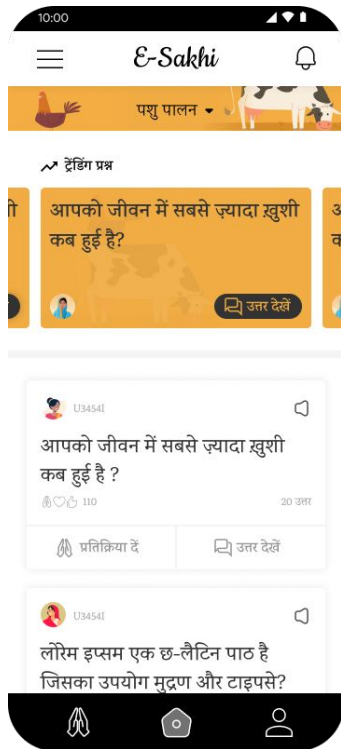 10:00
E-Sakhi
पशु पालन
ट्रेंडिंग प्रश्न
आपको जीवन में सबसे ज़्यादा ख़ुशी
कब हुई है?
उत्तर देखें
U3454I
आपको जीवन में सबसे ज़्यादा ख़ुशी
कब हुई है ?
110
20 उत्तर
प्रतिक्रिया दें
उत्तर देखें
U3454I
लोरेम इप्सम एक छ-लैटिन पाठ है
जिसका उपयोग मुद्रण और टाइपसे?